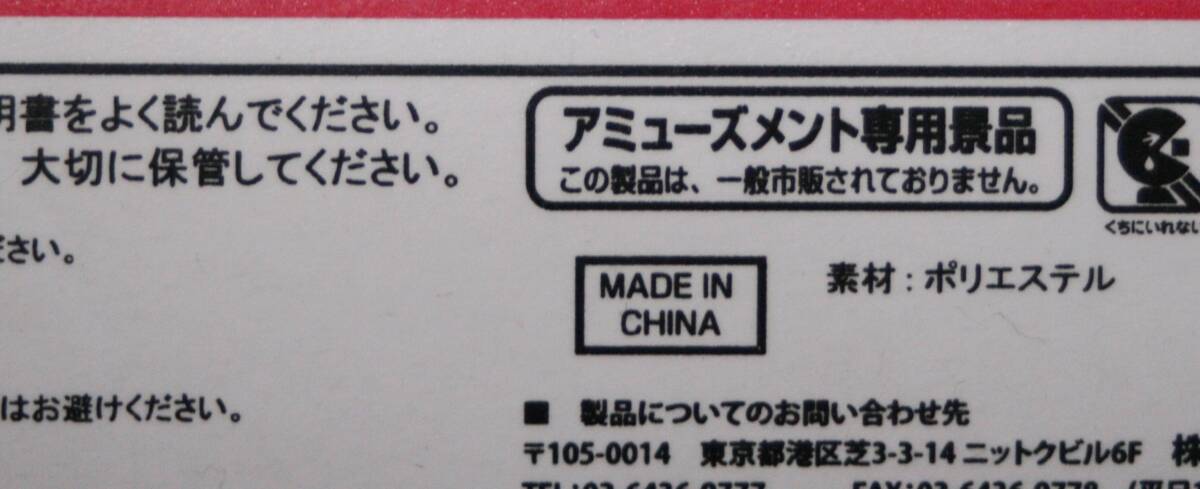 明書をよく読んでください。
大切に保管してください。
ださい。
はお避けください。
アミューズメント専用景品
この製品は、一般市販されておりません。
くちにいれない
MADE IN
CHINA
素材：ポリエステル
■ 製品についてのお問い合わせ先
〒105-0014 東京都港区芝3-3-14 ニットクビル6F 株